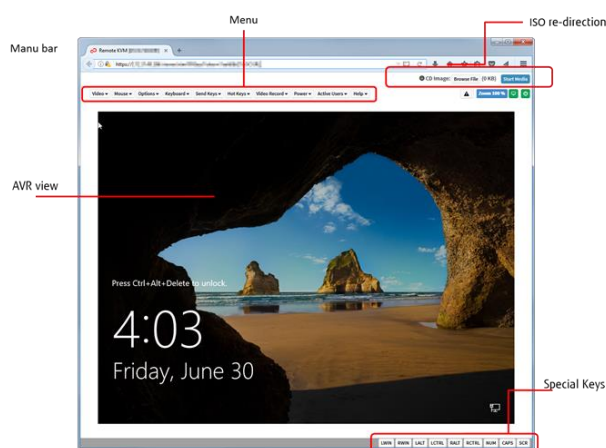 Menu
ISO re-direction
Manu bar
Remote KVM
https://
CD Image: Browse File (0 KB) Start Media
Video Mouse Options Keyboard Send Keys Hot Keys Video Record Power Active Users Help
Zoom 100 %
AVR view
Press Ctrl+Alt+Delete to unlock.
4:03
Friday, June 30
Special Keys
LWIN RWIN LALT LCTRL RALT RCTRL NUM CAPS SCR